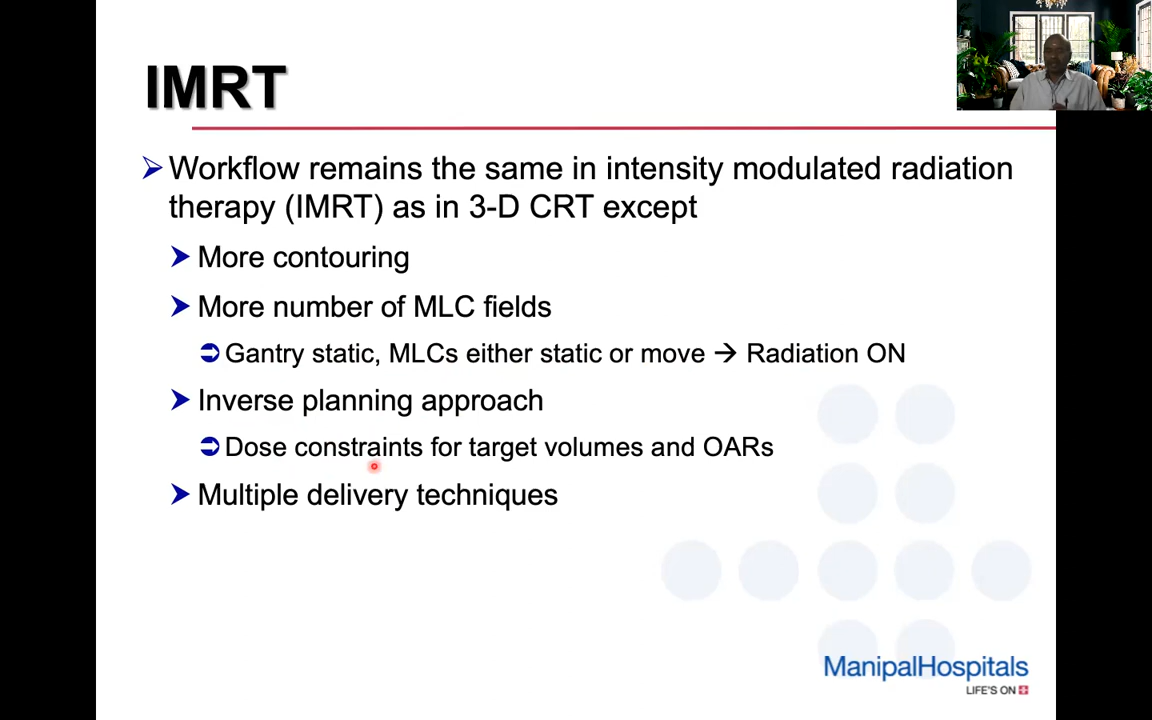 IMRT
Workflow remains the same in intensity modulated radiation
therapy (IMRT) as in 3-D CRT except
More contouring
More number of MLC fields
Gantry static, MLCs either static or move → Radiation ON
Inverse planning approach
Dose constraints for target volumes and OARs
Multiple delivery techniques
ManipalHospitals
LIFE'S ON